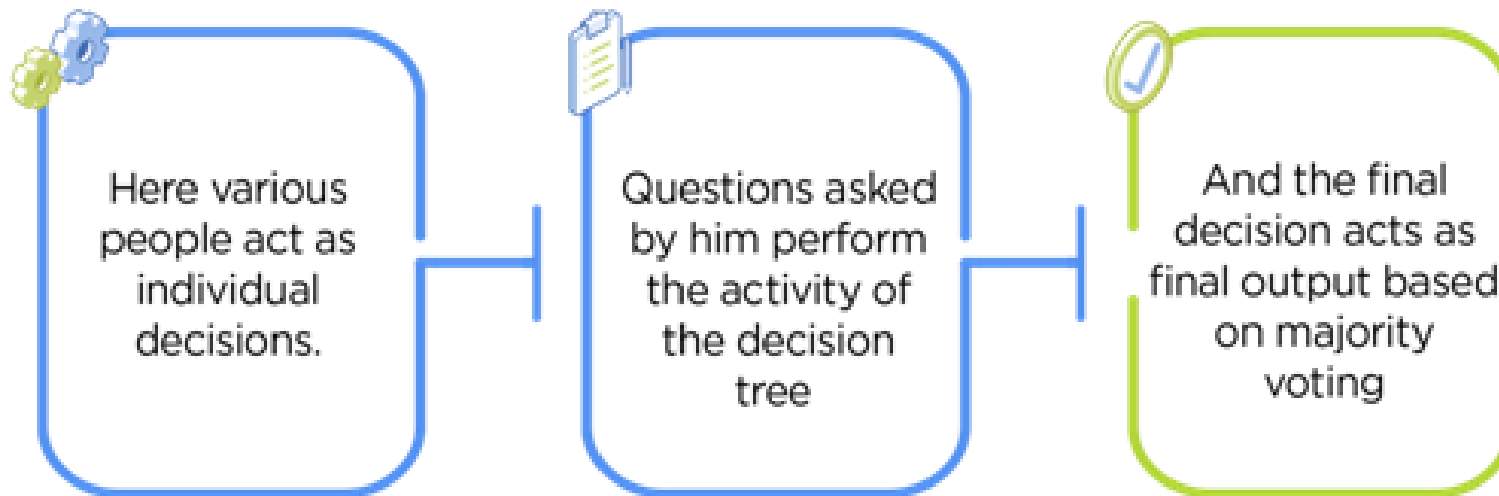 Here various
people act as
individual
decisions.
Questions asked
by him perform
the activity of
the decision
tree
And the final
decision acts as
final output based
on majority
voting